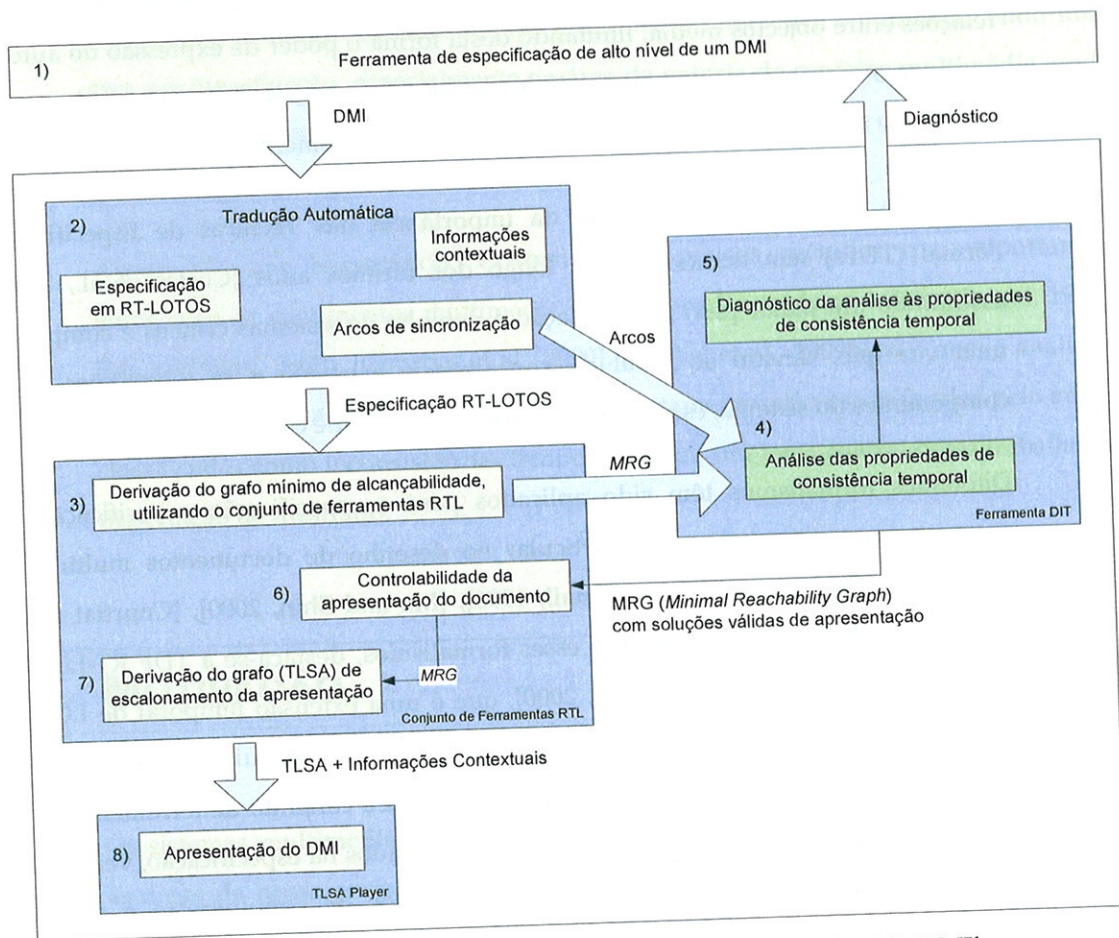 1)
Ferramenta de especificação de alto nível de um DMI
DMI
Diagnóstico
2)
Tradução Automática
Informações
contextuais
Especificação
em RT-LOTOS
Arcos de sincronização
5)
Diagnóstico da análise às propriedades
de consistência temporal
Arcos
Especificação RT-LOTOS
4)
MRG
Análise das propriedades de
consistência temporal
Ferramenta DIT
3)
Derivação do grafo mínimo de alcançabilidade,
utilizando o conjunto de ferramentas RTL
6)
Controlabilidade da
apresentação do documento
MRG (Minimal Reachability Graph)
com soluções válidas de apresentação
7)
Derivação do grafo (TLSA) de
escalonamento da apresentação
MRG
Conjunto de Ferramentas RTL
TLSA + Informações Contextuais
8)
Apresentação do DMI
TLSA Player